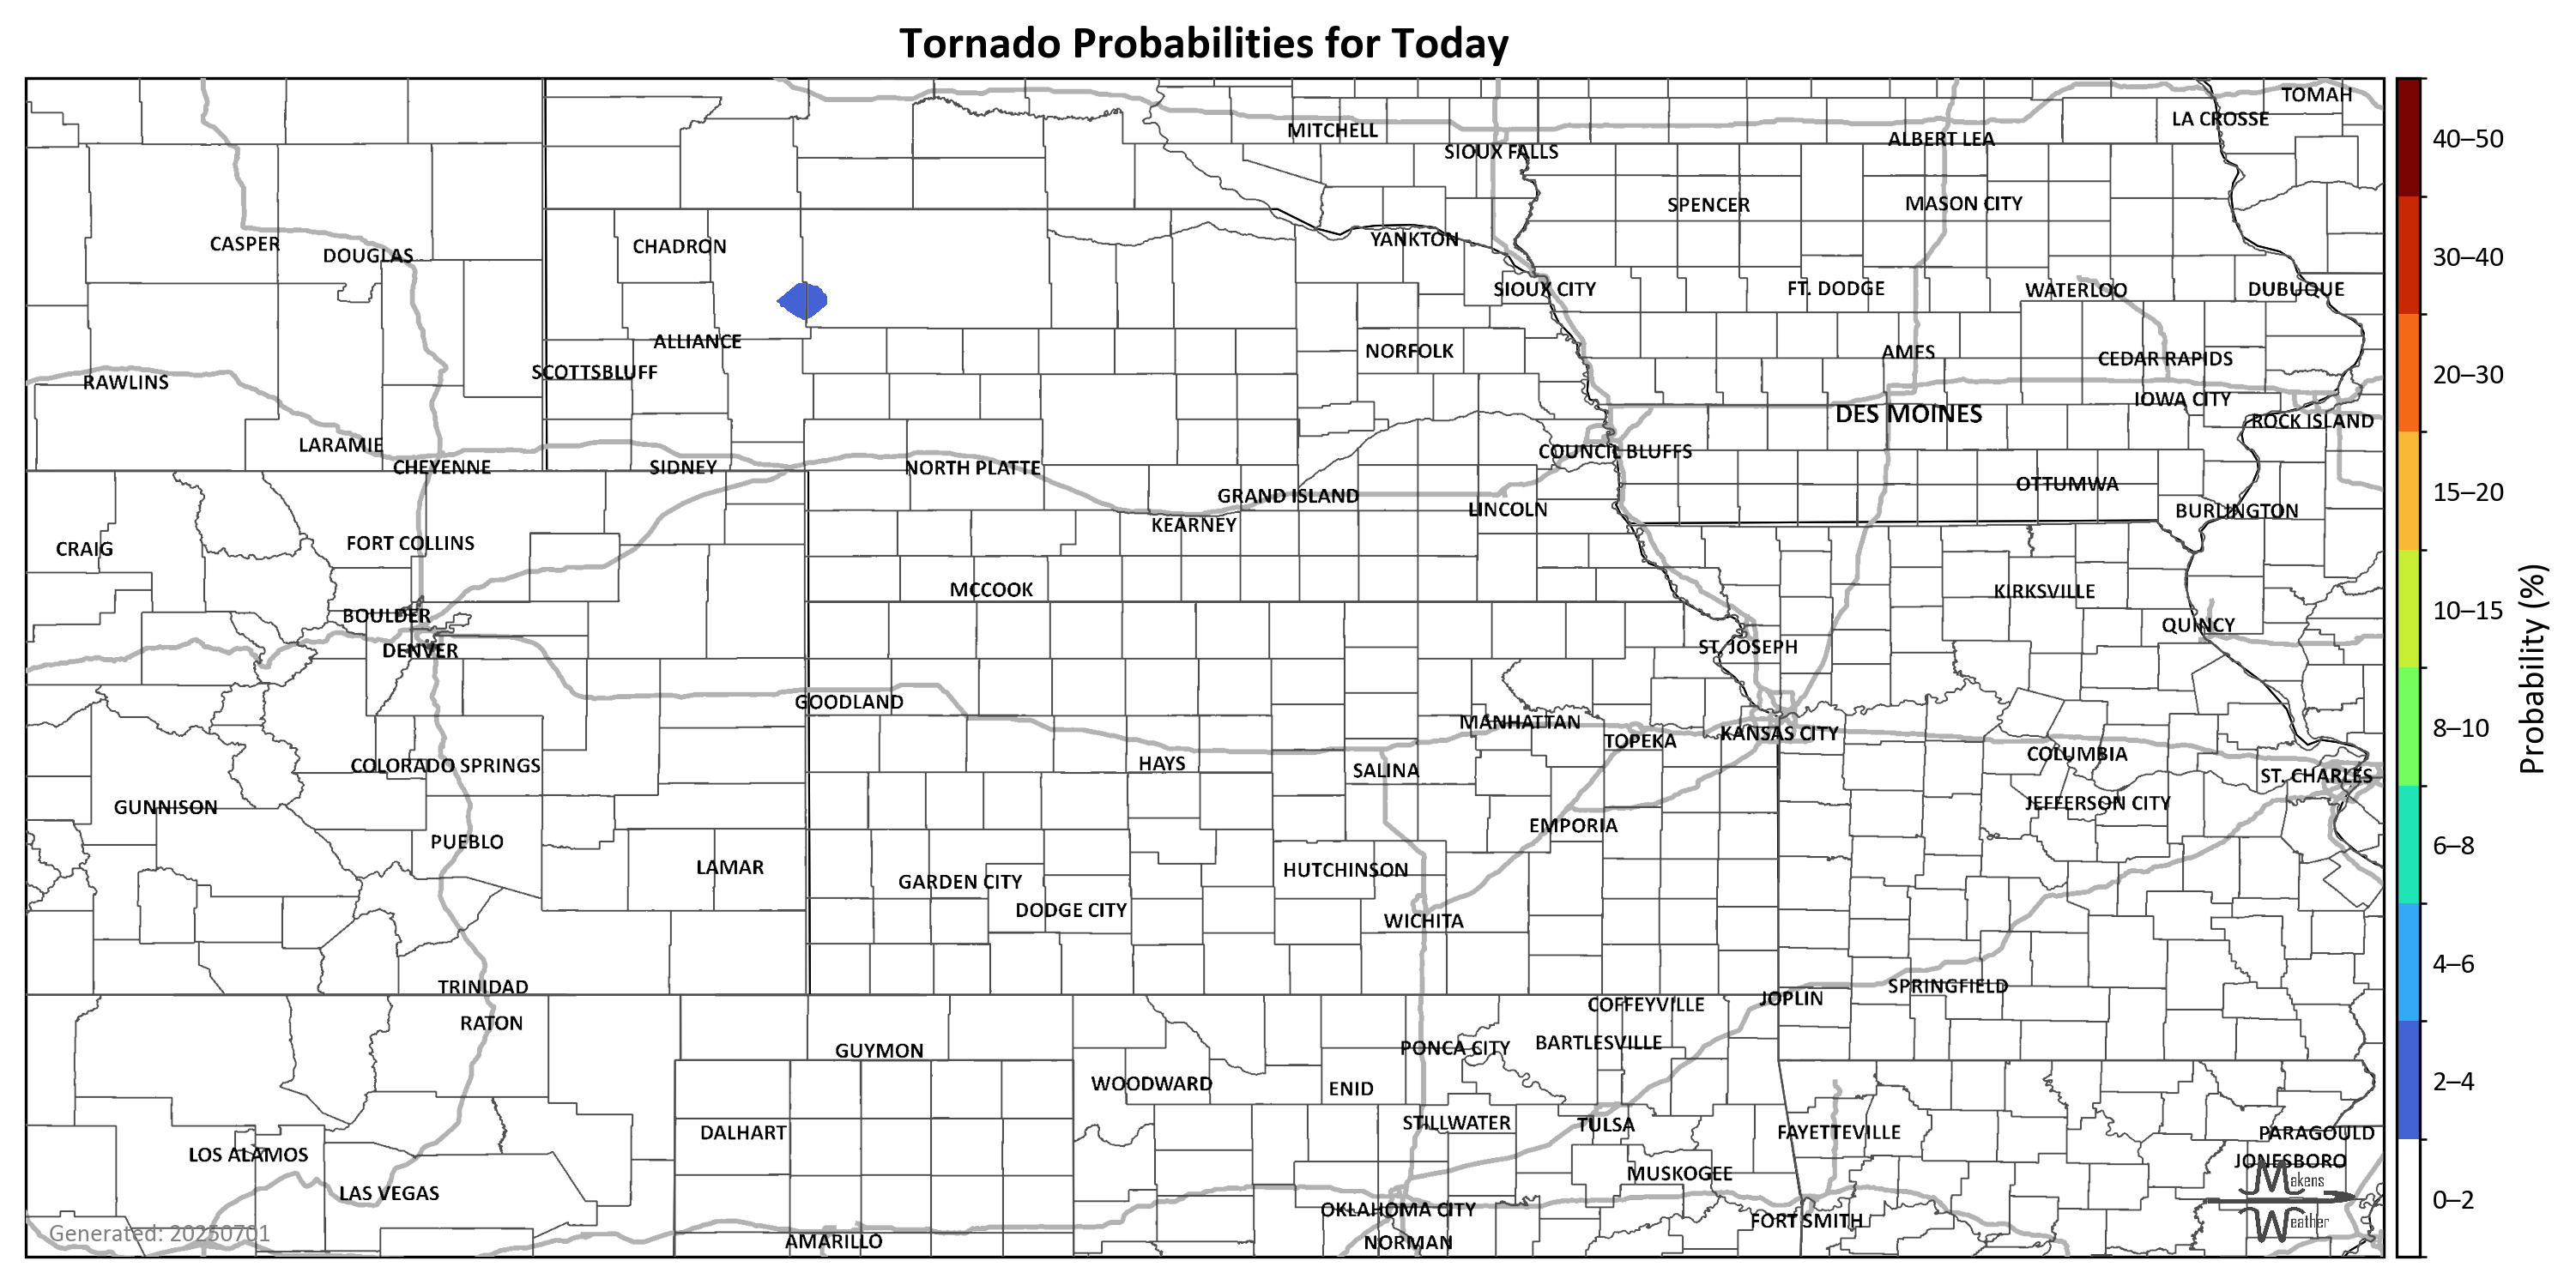 Tornado Probabilities for Today
TOMAH
LA CROSSE
MITCHELL
ALBERT LEA
SIOUX FALLS
SPENCER
MASON CITY
YANKTON
CASPER
CHADRON
DOUGLAS
SIOUX CITY
FT. DODGE
WATERLOO
DUBUQUE
ALLIANCE
NORFOLK
AMES
CEDAR RAPIDS
SCOTTSBLUFF
RAWLINS
IOWA CITY
DES MOINES
ROCK ISLAND
LARAMIE
COUNCIL BLUFFS
CHEYENNE
SIDNEY
NORTH PLATTE
OTTUMWA
GRAND ISLAND
LINCOLN
BURLINGTON
KEARNEY
CRAIG
FORT COLLINS
MCCOOK
KIRKSVILLE
BOULDER
QUINCY
DENVER
ST. JOSEPH
GOODLAND
MANHATTAN
TOPEKA
KANSAS CITY
COLUMBIA
COLORADO SPRINGS
HAYS
SALINA
ST. CHARLES
GUNNISON
JEFFERSON CITY
EMPORIA
PUEBLO
LAMAR
HUTCHINSON
GARDEN CITY
DODGE CITY
WICHITA
TRINIDAD
SPRINGFIELD
JOPLIN
COFFEYVILLE
RATON
BARTLESVILLE
PONCA CITY
GUYMON
WOODWARD
ENID
STILLWATER
TULSA
DALHART
FAYETTEVILLE
PARAGOULD
LOS ALAMOS
JONESBORO
MUSKOGEE
LAS VEGAS
OKLAHOMA CITY
FORT SMITH
AMARILLO
NORMAN
Generated: 20250701
Makens
Weather
40–50
30–40
20–30
15–20
10–15
8–10
6–8
4–6
2–4
0–2
Probability (%)